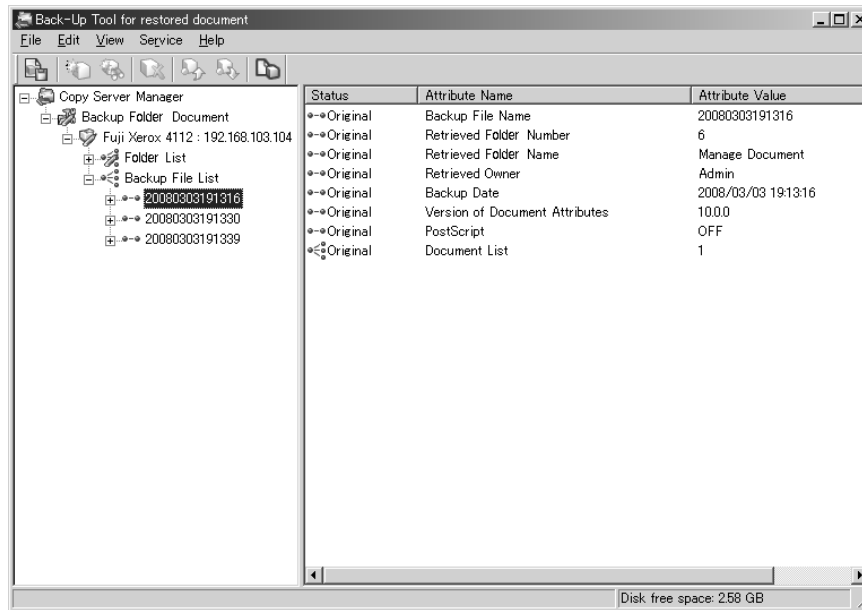 Back-Up Tool for restored document
File Edit View Service Help
Copy Server Manager
Backup Folder Document
Fuji Xerox 4112 : 192.168.103.104
Folder List
Backup File List
20080303191316
20080303191330
20080303191339
Status Attribute Name Attribute Value
Original Backup File Name 20080303191316
Original Retrieved Folder Number 6
Original Retrieved Folder Name Manage Document
Original Retrieved Owner Admin
Original Backup Date 2008/03/03 19:13:16
Original Version of Document Attributes 10.0.0
Original PostScript OFF
Original Document List 1
Disk free space: 2.58 GB